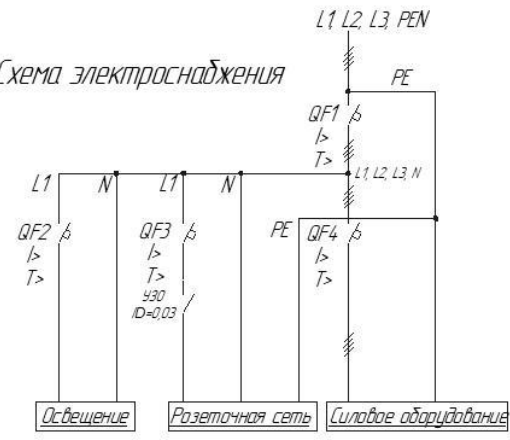 L1, L2, L3, PEN
Схема электроснабжения
PE
QF1
I>
T>
L1, L2, L3, N
L1
N
L1
N
QF2
I>
T>
QF3
I>
T>
УЗО
ID=0,03
PE
QF4
I>
T>
Освещение
Розеточная сеть
Силовое оборудование